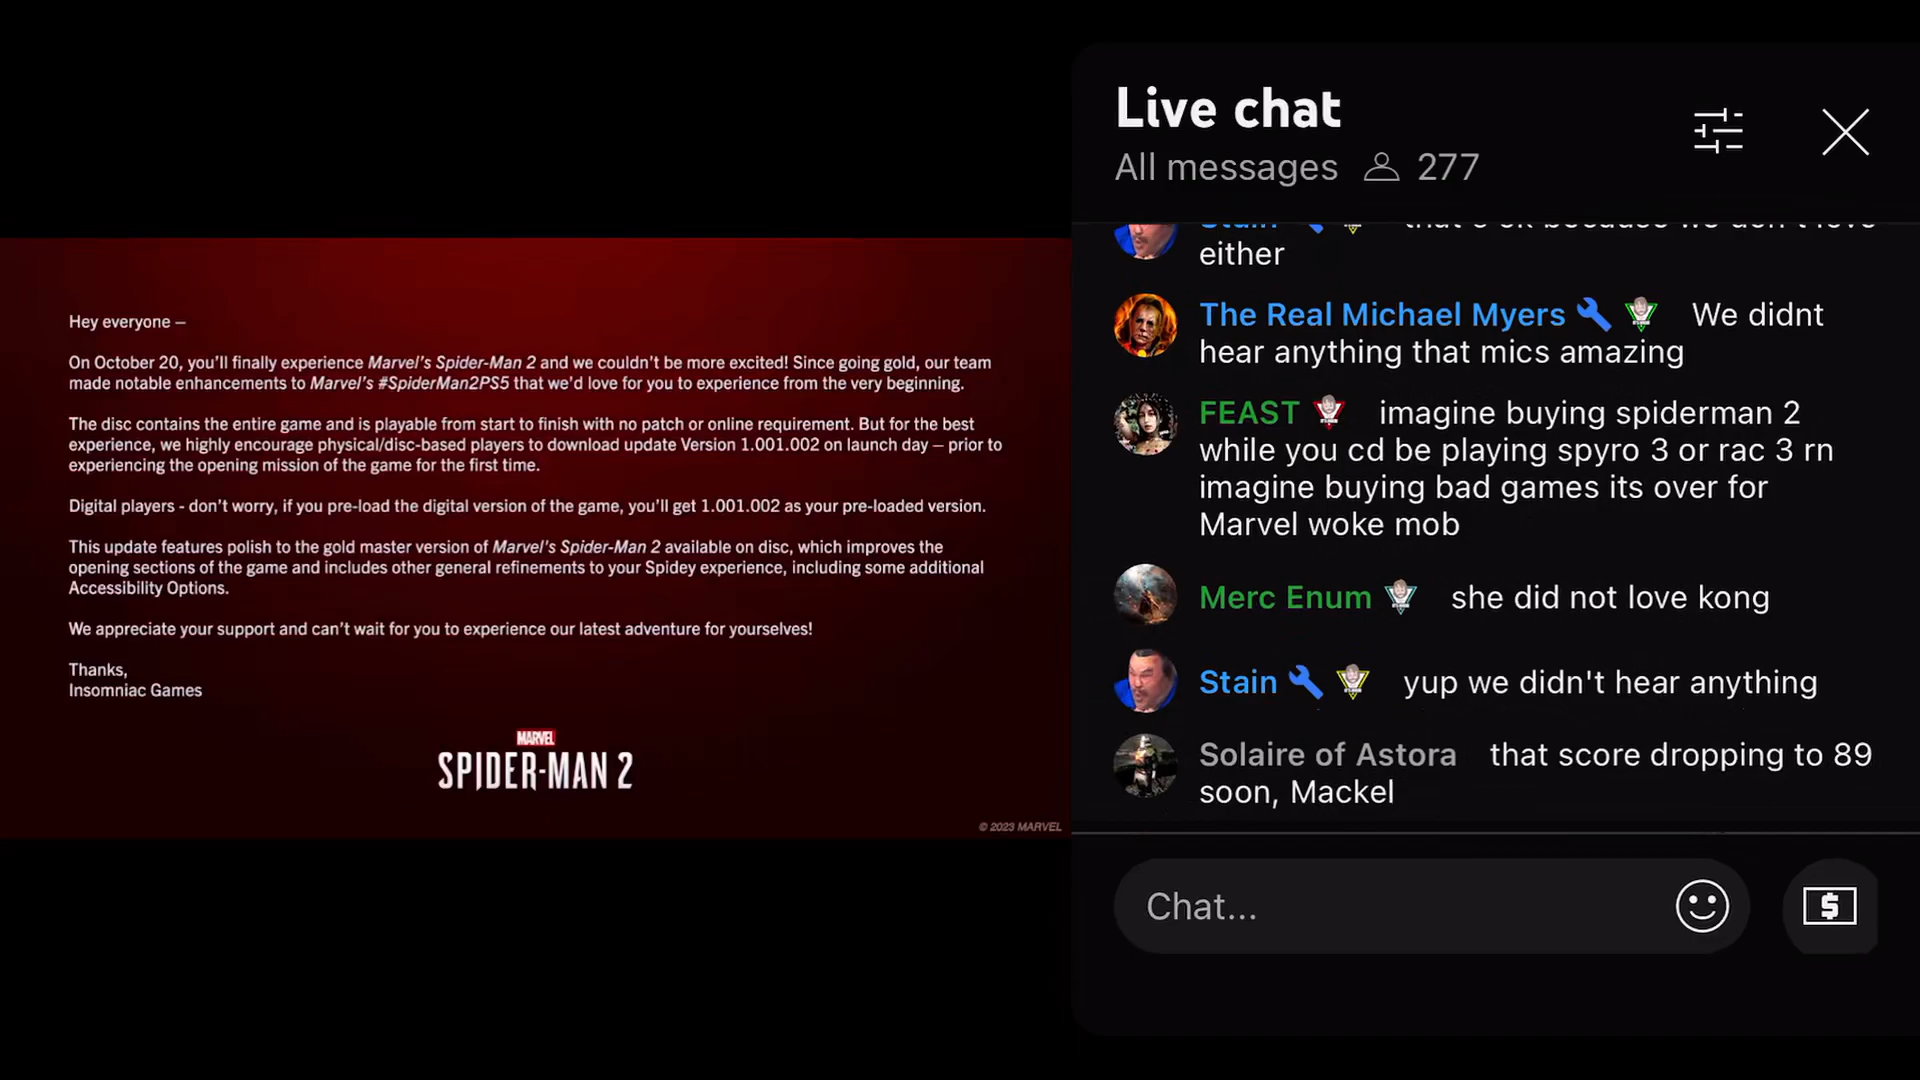 Hey everyone –
On October 20, you'll finally experience Marvel's Spider-Man 2 and we couldn't be more excited! Since going gold, our team
made notable enhancements to Marvel's #SpiderMan2PS5 that we'd love for you to experience from the very beginning.
The disc contains the entire game and is playable from start to finish with no patch or online requirement. But for the best
experience, we highly encourage physical/disc-based players to download update Version 1.001.002 on launch day – prior to
experiencing the opening mission of the game for the first time.
Digital players - don't worry, if you pre-load the digital version of the game, you'll get 1.001.002 as your pre-loaded version.
This update features polish to the gold master version of Marvel's Spider-Man 2 available on disc, which improves the
opening sections of the game and includes other general refinements to your Spidey experience, including some additional
Accessibility Options.
We appreciate your support and can't wait for you to experience our latest adventure for yourselves!
Thanks,
Insomniac Games
MARVEL
SPIDER-MAN 2
© 2023 MARVEL
Live chat
All messages 277
Stain that's ok because we don't love
either
The Real Michael Myers We didnt
hear anything that mics amazing
FEAST imagine buying spiderman 2
while you cd be playing spyro 3 or rac 3 rn
imagine buying bad games its over for
Marvel woke mob
Merc Enum she did not love kong
Stain yup we didn't hear anything
Solaire of Astora that score dropping to 89
soon, Mackel
Chat...
$